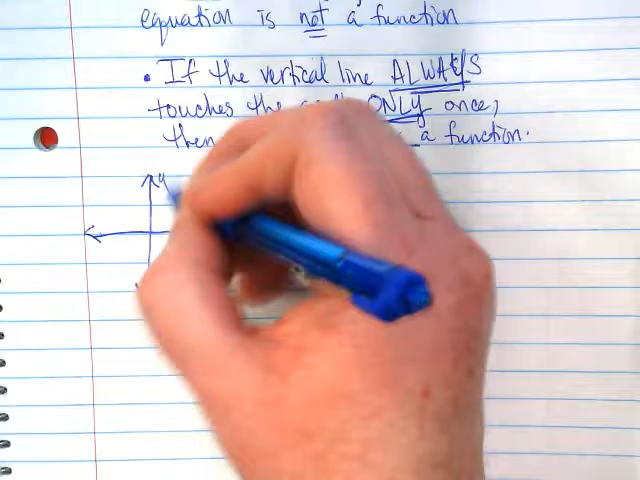 equation is not a function
• If the vertical line ALWAYS
touches the ONLY once,
then a function.
y